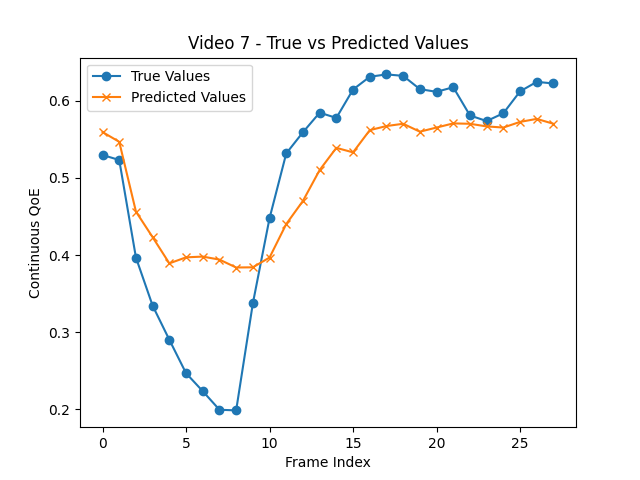 Video 7 - True vs Predicted Values
True Values
Predicted Values
Continuous QoE
0.6
0.5
0.4
0.3
0.2
0 5 10 15 20 25
Frame Index